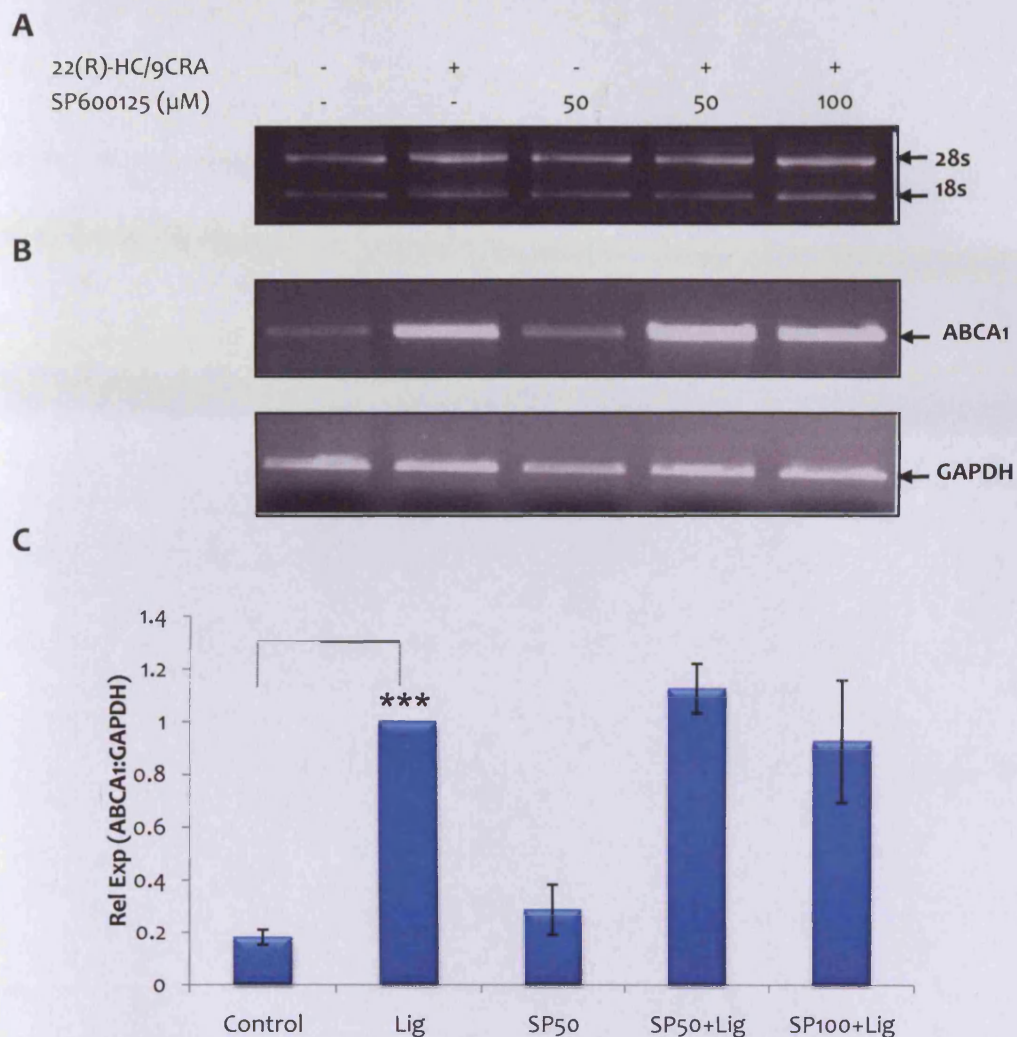 A
22(R)-HC/9CRA - + - + +
SP600125 (µM) - - 50 50 100
28s
18s
B
ABCA1
GAPDH
C
Rel Exp (ABCA1:GAPDH)
1.4
1.2
1
0.8
0.6
0.4
0.2
0
***
Control Lig SP50 SP50+Lig SP100+Lig